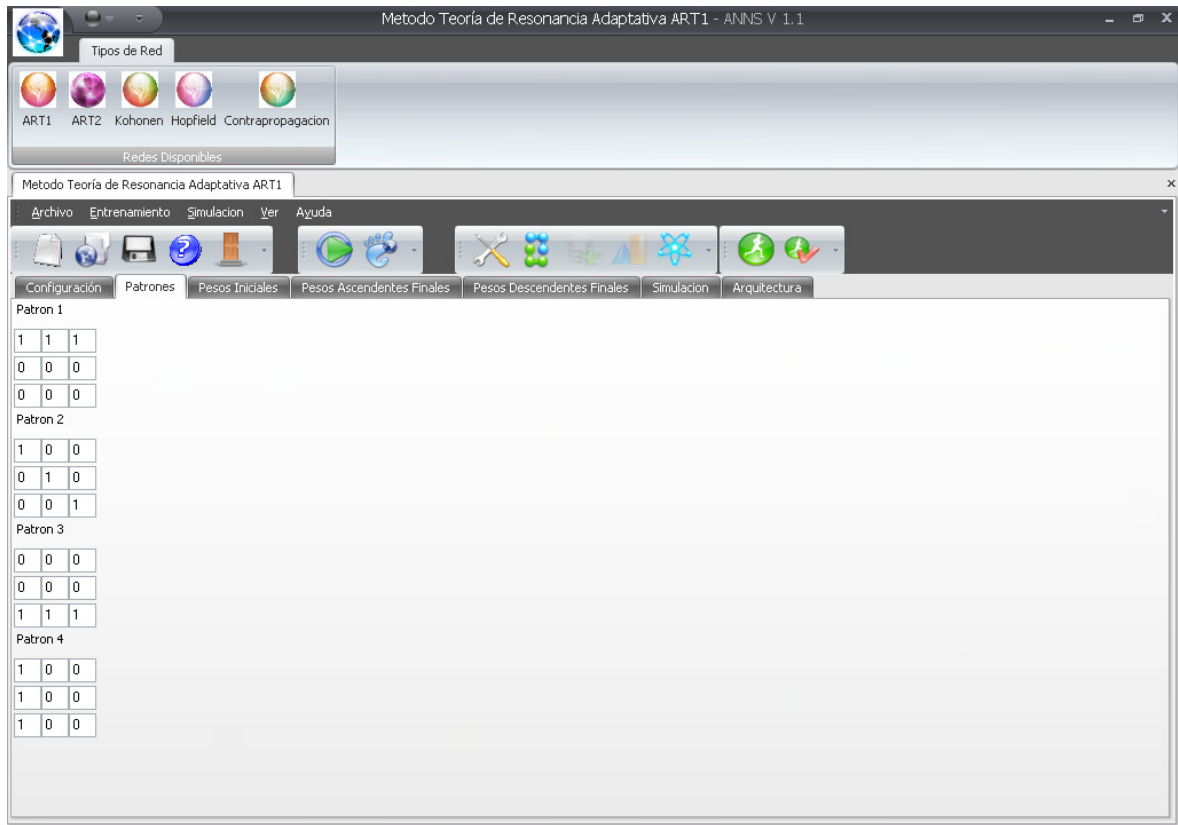 Metodo Teoría de Resonancia Adaptativa ART1 - ANNS V 1.1
Tipos de Red
ART1 ART2 Kohonen Hopfield Contrapropagacion
Redes Disponibles
Metodo Teoría de Resonancia Adaptativa ART1
Archivo Entrenamiento Simulacion Ver Ayuda
Configuración Patrones Pesos Iniciales Pesos Ascendentes Finales Pesos Descendentes Finales Simulacion Arquitectura
Patron 1
1 1 1
0 0 0
0 0 0
Patron 2
1 0 0
0 1 0
0 0 1
Patron 3
0 0 0
0 0 0
1 1 1
Patron 4
1 0 0
1 0 0
1 0 0